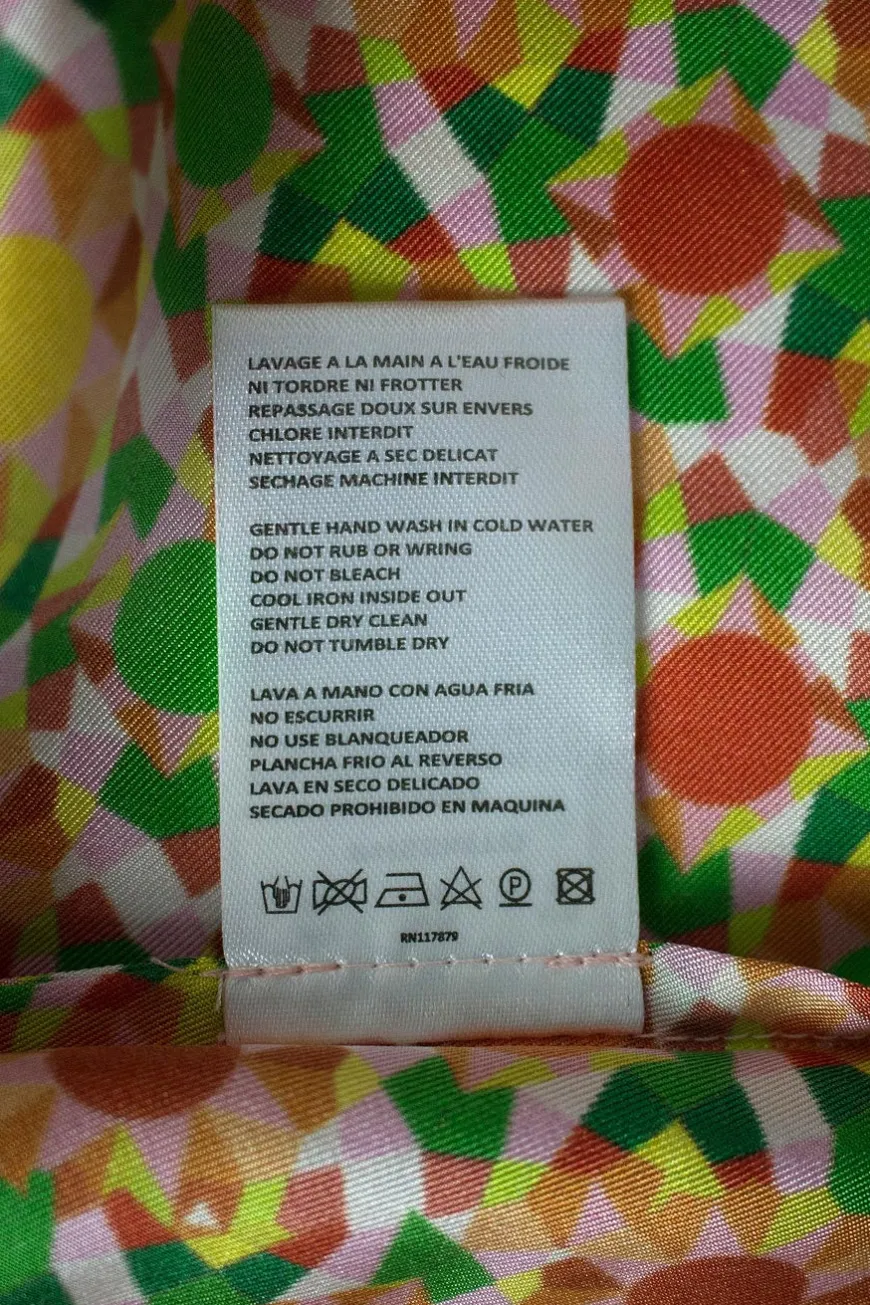 LAVAGE A LA MAIN A L'EAU FROIDE
NI TORDRE NI FROTTER
REPASSAGE DOUX SUR ENVERS
CHLORE INTERDIT
NETTOYAGE A SEC DELICAT
SECHAGE MACHINE INTERDIT
GENTLE HAND WASH IN COLD WATER
DO NOT RUB OR WRING
DO NOT BLEACH
COOL IRON INSIDE OUT
GENTLE DRY CLEAN
DO NOT TUMBLE DRY
LAVA A MANO CON AGUA FRIA
NO ESCURRIR
NO USE BLANQUEADOR
PLANCHA FRIO AL REVERSO
LAVA EN SECO DELICADO
SECADO PROHIBIDO EN MAQUINA
P
RN117879